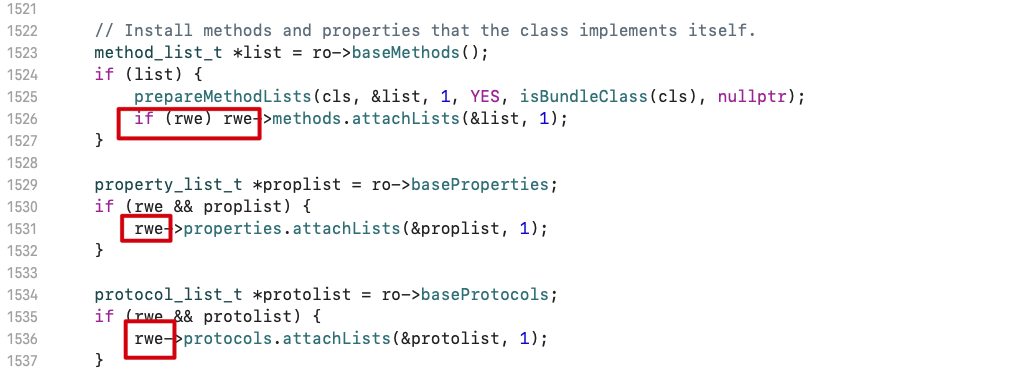 1521
1522 // Install methods and properties that the class implements itself.
1523 method_list_t *list = ro->baseMethods();
1524 if (list) {
1525 prepareMethodLists(cls, &list, 1, YES, isBundleClass(cls), nullptr);
1526 if (rwe) rwe->methods.attachLists(&list, 1);
1527 }
1528
1529 property_list_t *proplist = ro->baseProperties;
1530 if (rwe && proplist) {
1531 rwe->properties.attachLists(&proplist, 1);
1532 }
1533
1534 protocol_list_t *protolist = ro->baseProtocols;
1535 if (rwe && protolist) {
1536 rwe->protocols.attachLists(&protolist, 1);
1537 }